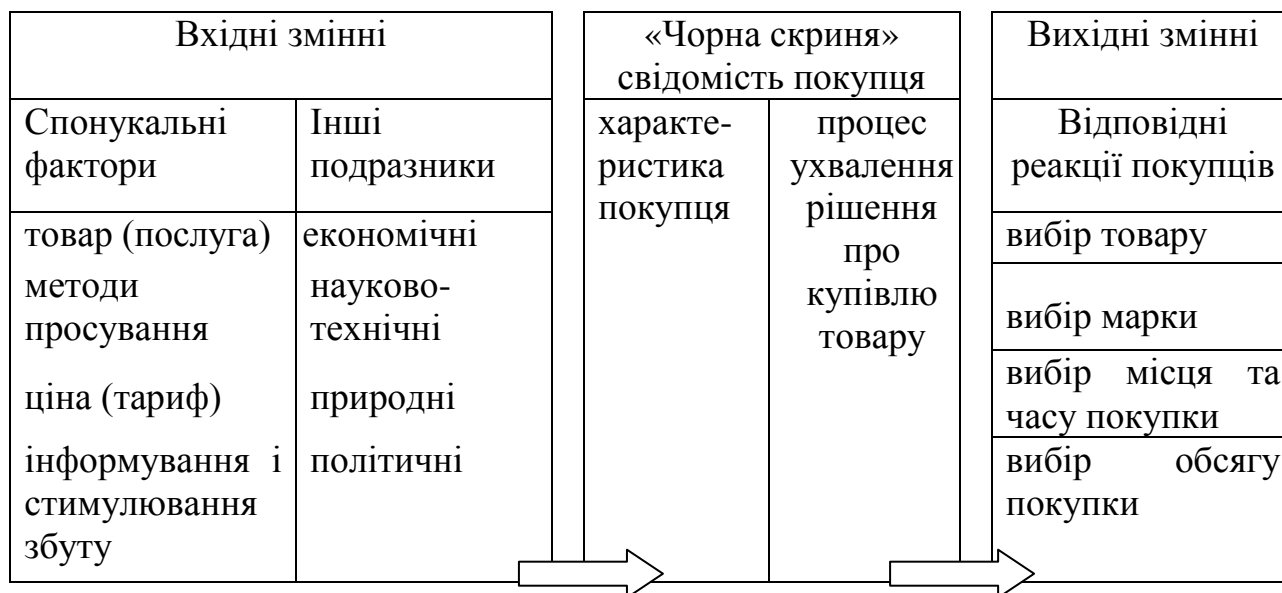 Вхідні змінні
Спонукальні
фактори
Інші
подразники
товар (послуга)
економічні
методи
просування
науково-
технічні
ціна (тариф)
природні
інформування і
стимулювання
збуту
політичні
«Чорна скриня»
свідомість покупця
характе-
ристика
покупця
процес
ухвалення
рішення
про
купівлю
товару
Вихідні змінні
Відповідні
реакції покупців
вибір товару
вибір марки
вибір місця та
часу покупки
вибір обсягу
покупки